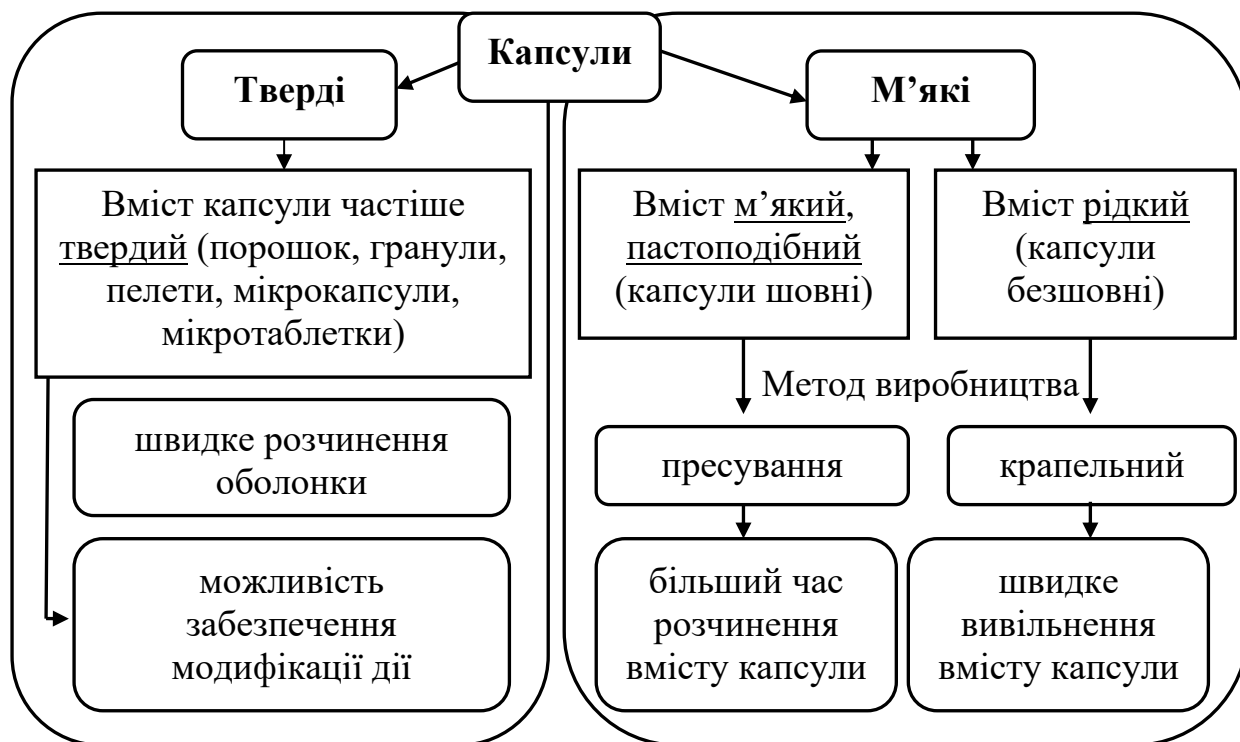 Капсули
Тверді
Вміст капсули частіше
твердий (порошок, гранули,
пелети, мікрокапсули,
мікротаблетки)
швидке розчинення
оболонки
можливість
забезпечення
модифікації дії
М’які
Вміст м’який,
пастоподібний
(капсули шовні)
Вміст рідкий
(капсули
безшовні)
Метод виробництва
пресування
крапельний
більший час
розчинення
вмісту капсули
швидке
вивільнення
вмісту капсули